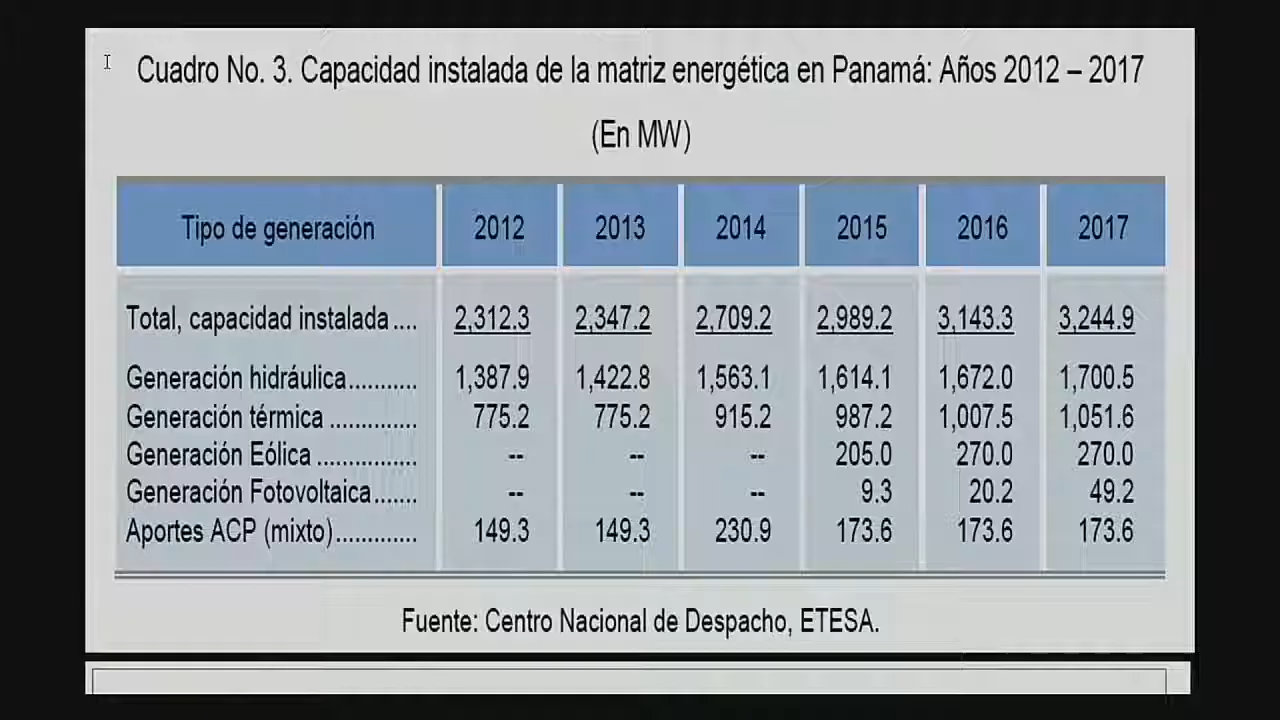 Cuadro No. 3. Capacidad instalada de la matriz energética en Panamá: Años 2012 – 2017
(En MW)
Tipo de generación 2012 2013 2014 2015 2016 2017
Total, capacidad instalada .... 2,312.3 2,347.2 2,709.2 2,989.2 3,143.3 3,244.9
Generación hidráulica........... 1,387.9 1,422.8 1,563.1 1,614.1 1,672.0 1,700.5
Generación térmica .............. 775.2 775.2 915.2 987.2 1,007.5 1,051.6
Generación Eólica ................ -- -- -- 205.0 270.0 270.0
Generación Fotovoltaica....... -- -- -- 9.3 20.2 49.2
Aportes ACP (mixto)............. 149.3 149.3 230.9 173.6 173.6 173.6
Fuente: Centro Nacional de Despacho, ETESA.